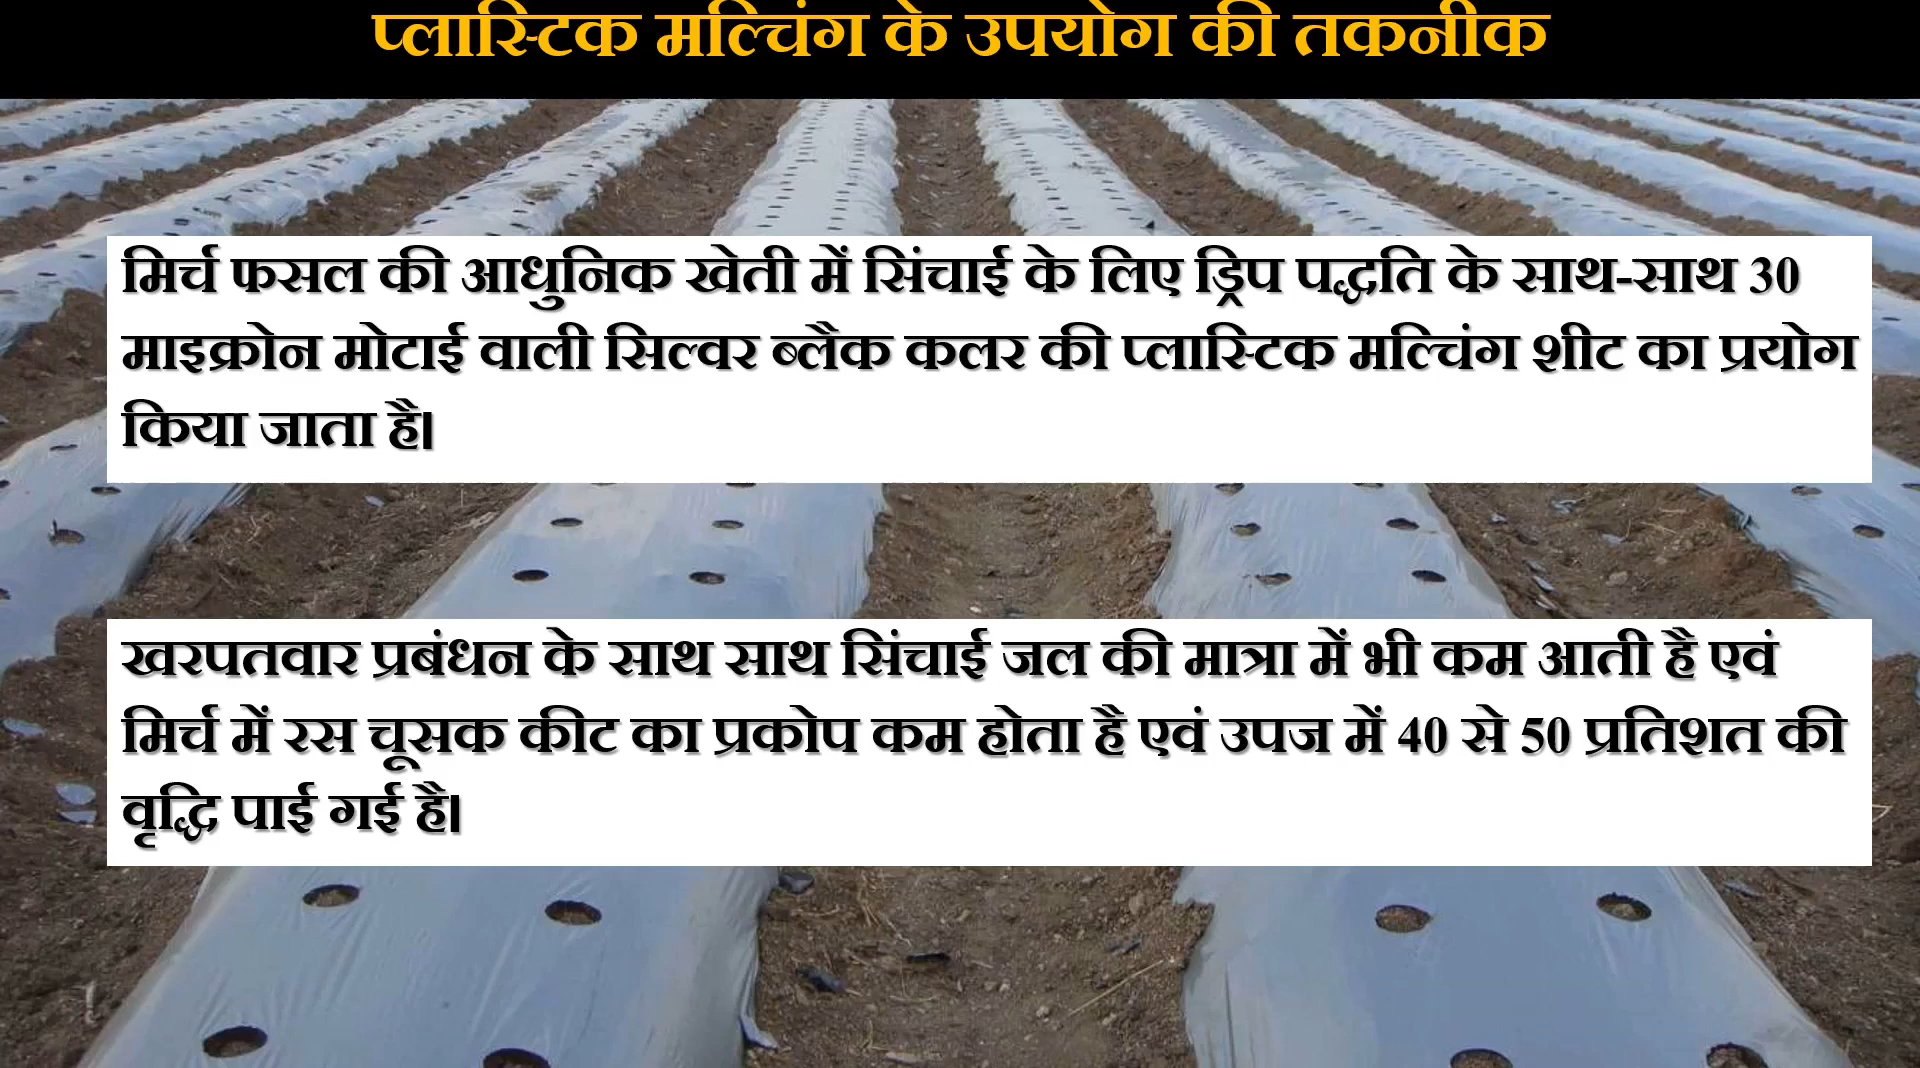 प्लास्टिक मल्चिंग के उपयोग की तकनीक
मिर्च फसल की आधुनिक खेती में सिंचाई के लिए ड्रिप पद्धति के साथ-साथ 30
माइक्रोन मोटाई वाली सिल्वर ब्लैक कलर की प्लास्टिक मल्चिंग शीट का प्रयोग
किया जाता है।
खरपतवार प्रबंधन के साथ साथ सिंचाई जल की मात्रा में भी कम आती है एवं
मिर्च में रस चूसक कीट का प्रकोप कम होता है एवं उपज में 40 से 50 प्रतिशत की
वृद्धि पाई गई है।